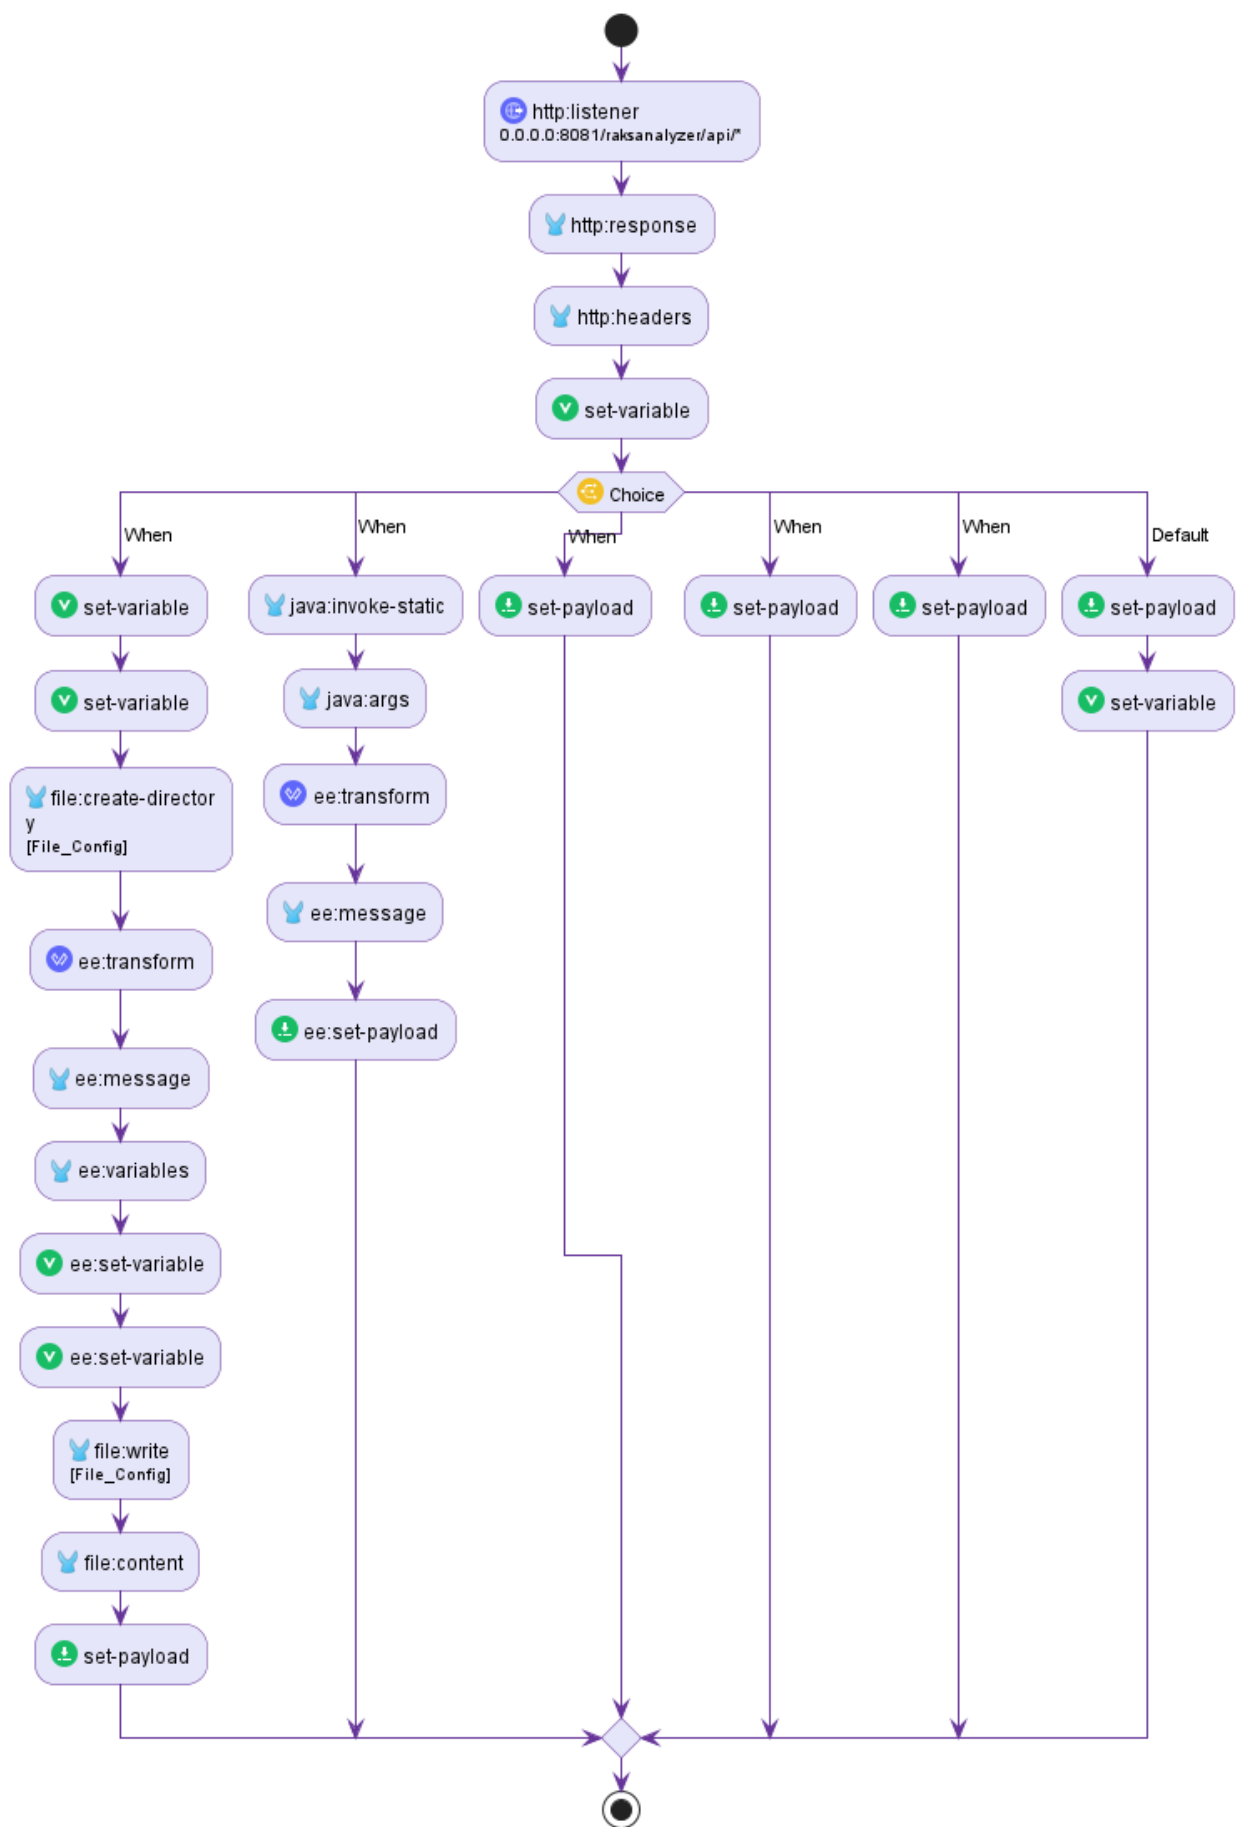 http:listener
0.0.0.0:8081/raksanalyzer/api/*
http:response
http:headers
set-variable
Choice
When
When
When
When
When
Default
set-variable
set-variable
file:create-director
y
[File_Config]
ee:transform
ee:message
ee:variables
ee:set-variable
ee:set-variable
file:write
[File_Config]
file:content
set-payload
java:invoke-static
java:args
ee:transform
ee:message
ee:set-payload
set-payload
set-payload
set-payload
set-payload
set-variable